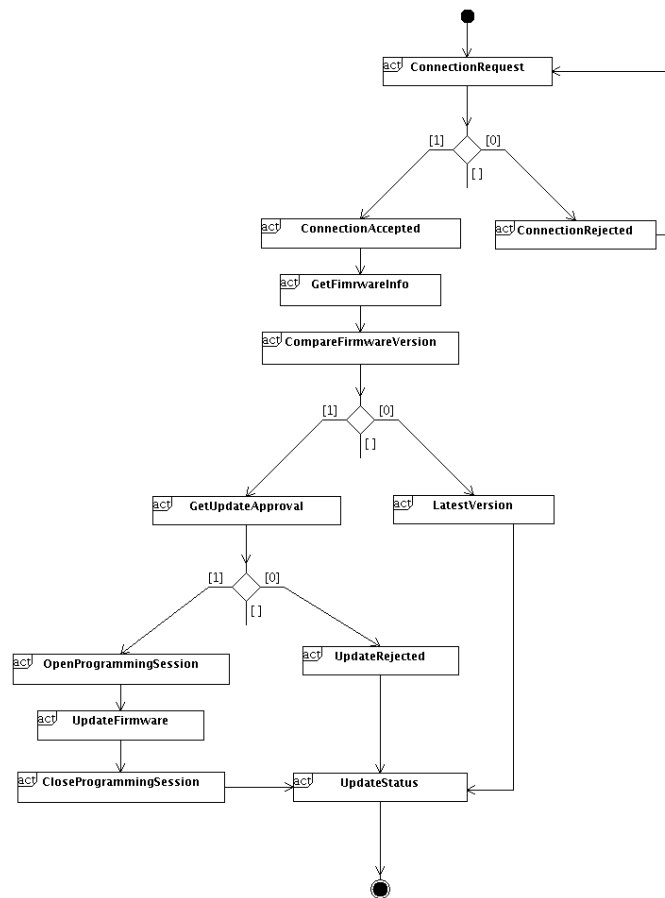 act ConnectionRequest
[1] [0]
[ ]
act ConnectionAccepted
act ConnectionRejected
act GetFimrwareInfo
act CompareFirmwareVersion
[1] [0]
[ ]
act GetUpdateApproval
act LatestVersion
[1] [0]
[ ]
act OpenProgrammingSession
act UpdateRejected
act UpdateFirmware
act CloseProgrammingSession
act UpdateStatus